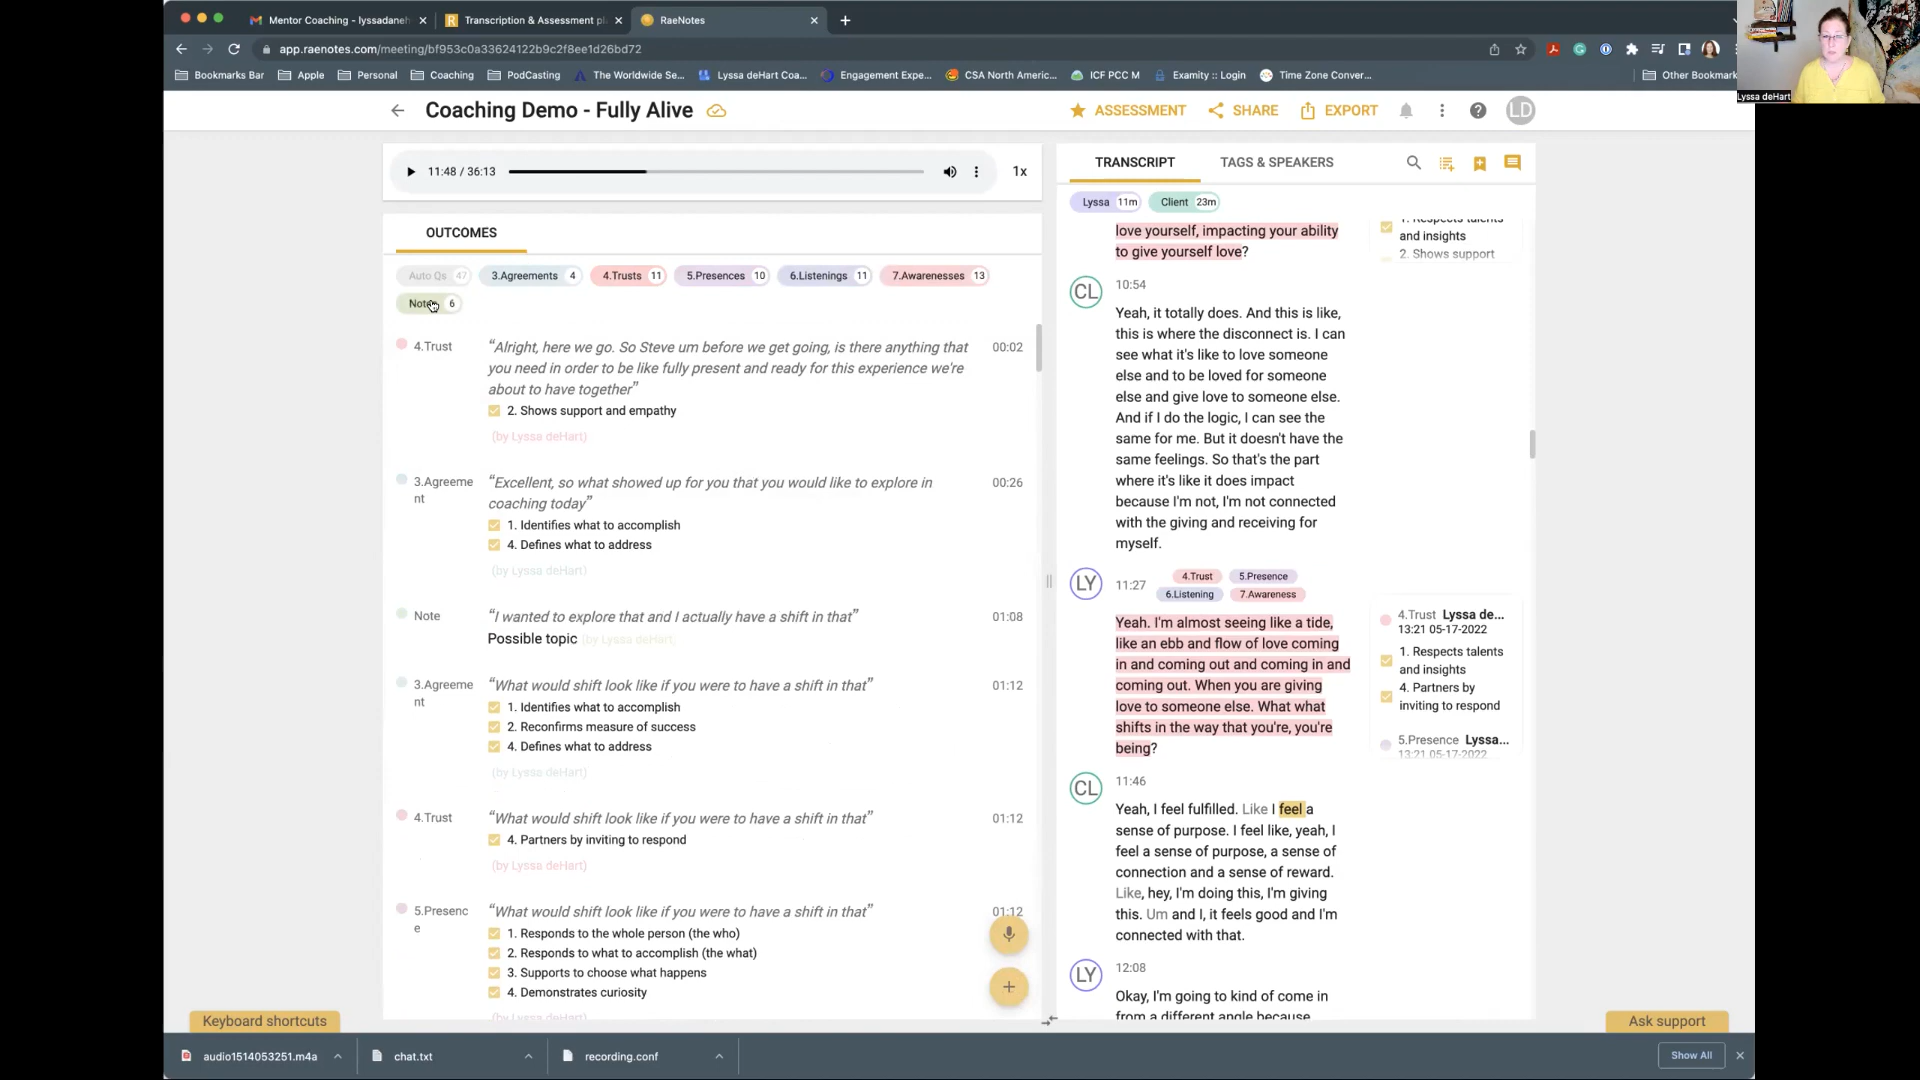 Mentor Coaching - lyssadaneh
Transcription & Assessment pl
RaeNotes
app.raenotes.com/meeting/bf953c0a33624122b9c2f8ee1d26bd72
Bookmarks Bar
Apple
Personal
Coaching
PodCasting
The Worldwide Se...
Lyssa deHart Coa...
Engagement Expe...
CSA North Americ...
ICF PCC M
Examity :: Login
Time Zone Conver...
Other Bookmark
Lyssa deHart
Coaching Demo - Fully Alive
ASSESSMENT
SHARE
EXPORT
LD
11:48 / 36:13
1x
OUTCOMES
Auto Qs 47
3.Agreements 4
4.Trusts 11
5.Presences 10
6.Listenings 11
7.Awarenesses 13
6
4.Trust
"Alright, here we go. So Steve um before we get going, is there anything that
you need in order to be like fully present and ready for this experience we're
about to have together"
00:02
2. Shows support and empathy
(by Lyssa deHart)
3.Agreeme
nt
"Excellent, so what showed up for you that you would like to explore in
coaching today"
00:26
1. Identifies what to accomplish
4. Defines what to address
(by Lyssa deHart)
Note
"I wanted to explore that and I actually have a shift in that"
01:08
Possible topic (by Lyssa deHart)
3.Agreeme
nt
"What would shift look like if you were to have a shift in that"
01:12
1. Identifies what to accomplish
2. Reconfirms measure of success
4. Defines what to address
(by Lyssa deHart)
4.Trust
"What would shift look like if you were to have a shift in that"
01:12
4. Partners by inviting to respond
(by Lyssa deHart)
5.Presenc
e
"What would shift look like if you were to have a shift in that"
01:12
1. Responds to the whole person (the who)
2. Responds to what to accomplish (the what)
3. Supports to choose what happens
4. Demonstrates curiosity
(by Lyssa deHart)
TRANSCRIPT
TAGS & SPEAKERS
Lyssa 11m
Client 23m
love yourself, impacting your ability
to give yourself love?
1. Respects talents
and insights
2. Shows support
CL
10:54
Yeah, it totally does. And this is like,
this is where the disconnect is. I can
see what it's like to love someone
else and to be loved for someone
else and give love to someone else.
And if I do the logic, I can see the
same for me. But it doesn't have the
same feelings. So that's the part
where it's like it does impact
because I'm not, I'm not connected
with the giving and receiving for
myself.
LY
11:27
4.Trust
5.Presence
6.Listening
7.Awareness
Yeah. I'm almost seeing like a tide,
like an ebb and flow of love coming
in and coming out and coming in and
coming out. When you are giving
love to someone else. What what
shifts in the way that you're, you're
being?
4.Trust Lyssa de...
13:21 05-17-2022
1. Respects talents
and insights
4. Partners by
inviting to respond
5.Presence Lyssa...
13:21 05-17-2022
CL
11:46
Yeah, I feel fulfilled. Like I feel a
sense of purpose. I feel like, yeah, I
feel a sense of purpose, a sense of
connection and a sense of reward.
Like, hey, I'm doing this, I'm giving
this. Um and I, it feels good and I'm
connected with that.
LY
12:08
Okay, I'm going to kind of come in
from a different angle because
Keyboard shortcuts
Ask support
audio1514053251.m4a
chat.txt
recording.conf
Show All